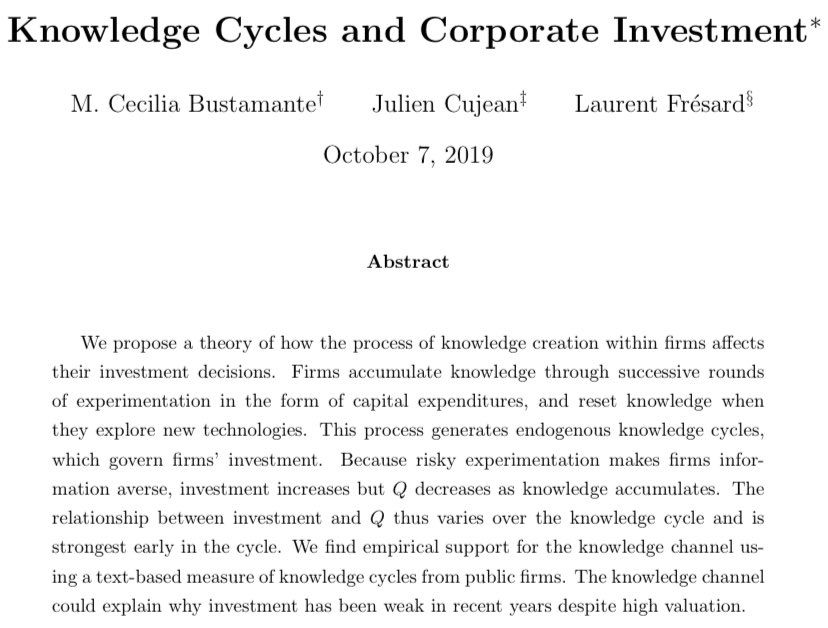 Knowledge Cycles and Corporate Investment*
M. Cecilia Bustamante† Julien Cujean‡ Laurent Frésard§
October 7, 2019
Abstract
We propose a theory of how the process of knowledge creation within firms affects
their investment decisions. Firms accumulate knowledge through successive rounds
of experimentation in the form of capital expenditures, and reset knowledge when
they explore new technologies. This process generates endogenous knowledge cycles,
which govern firms' investment. Because risky experimentation makes firms infor-
mation averse, investment increases but Q decreases as knowledge accumulates. The
relationship between investment and Q thus varies over the knowledge cycle and is
strongest early in the cycle. We find empirical support for the knowledge channel us-
ing a text-based measure of knowledge cycles from public firms. The knowledge channel
could explain why investment has been weak in recent years despite high valuation.